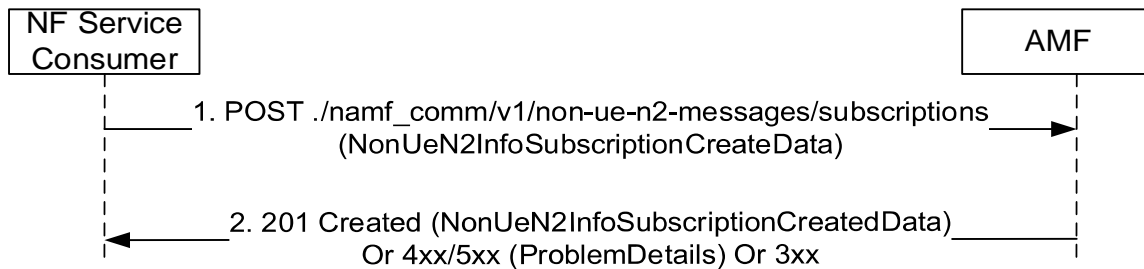 NF Service
Consumer
AMF
1. POST ./namf_comm/v1/non-ue-n2-messages/subscriptions
(NonUeN2InfoSubscriptionCreateData)
2. 201 Created (NonUeN2InfoSubscriptionCreatedData)
Or 4xx/5xx (ProblemDetails) Or 3xx